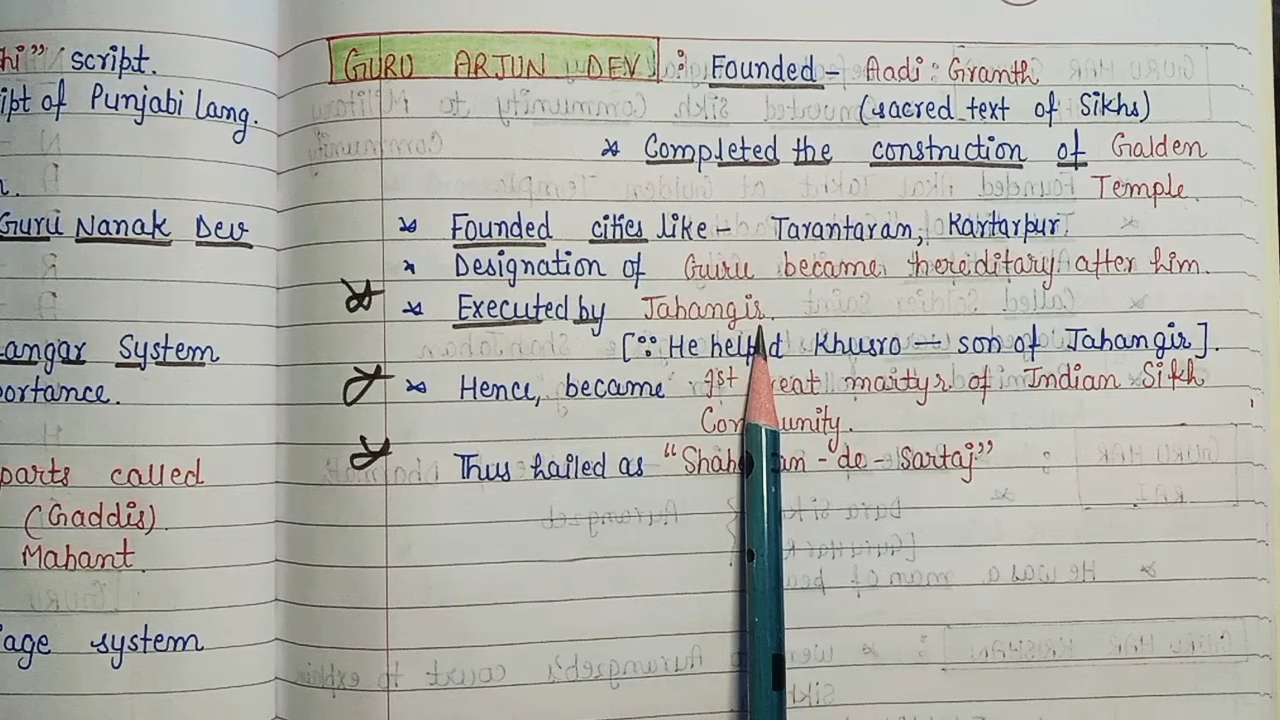 hi" script.
ipt of Punjabi Lang.
Guru Nanak Dev
angar System
portance.
parts called
(Gaddis)
Mahant.
age system
GURU ARJUN DEV : Founded - Aadi Granth
(sacred text of Sikhs)
* Completed the construction of Golden
Temple.
* Founded cities like - Tarantaran, Kartarpur.
* Designation of Guru became hereditary after him.
* Executed by Jahangir.
[∵ He helped Khusro - son of Jahangir].
* Hence, became 1st great martyr of Indian Sikh
Community.
* Thus hailed as "Shah de - Sartaj"